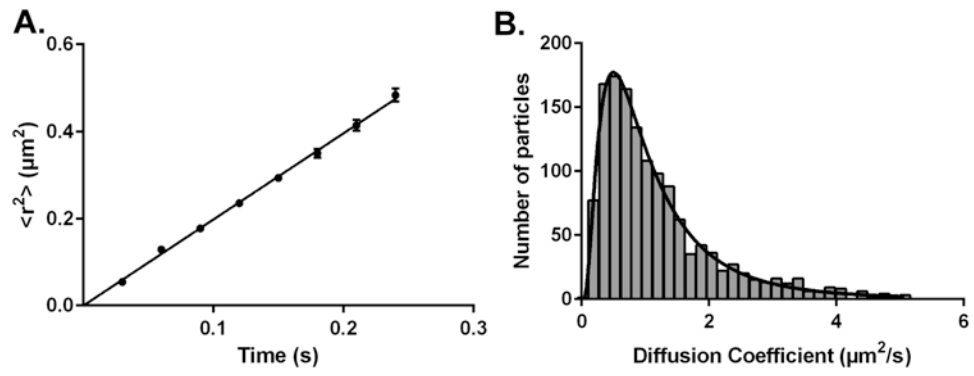 A.
0.6
0.4
0.2
0.0
<r²> (µm²)
0.1
0.2
0.3
Time (s)
B.
200
150
100
50
0
Number of particles
0
2
4
6
Diffusion Coefficient (µm²/s)